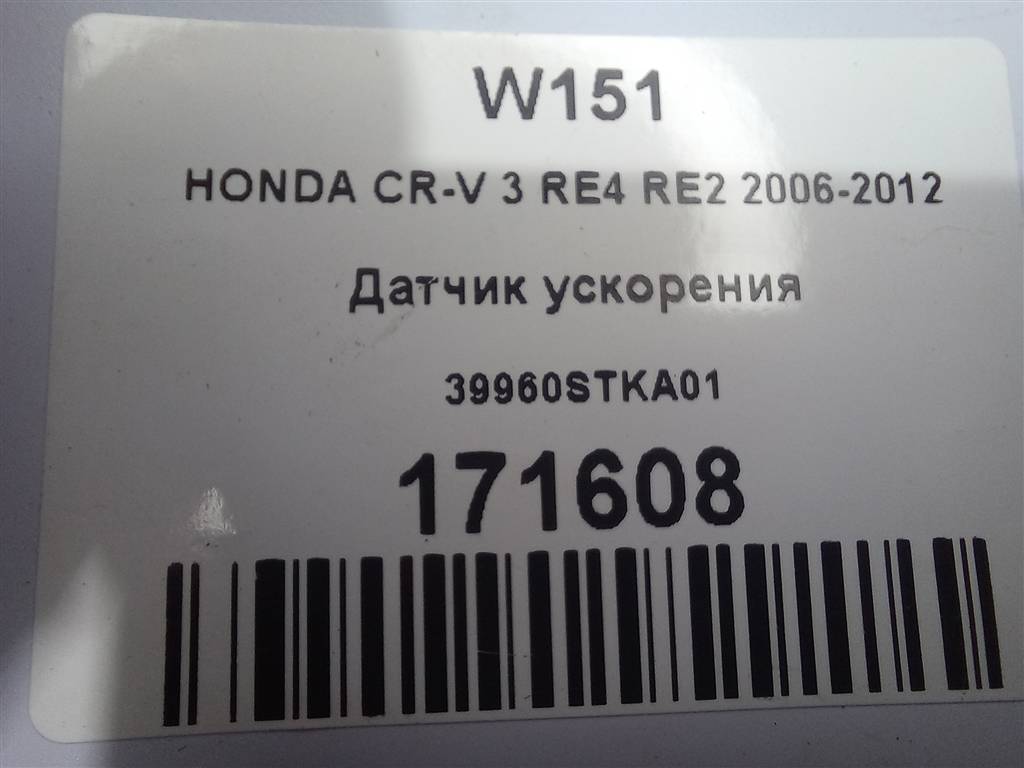 W151
HONDA CR-V 3 RE4 RE2 2006-2012
Датчик ускорения
39960STKA01
171608